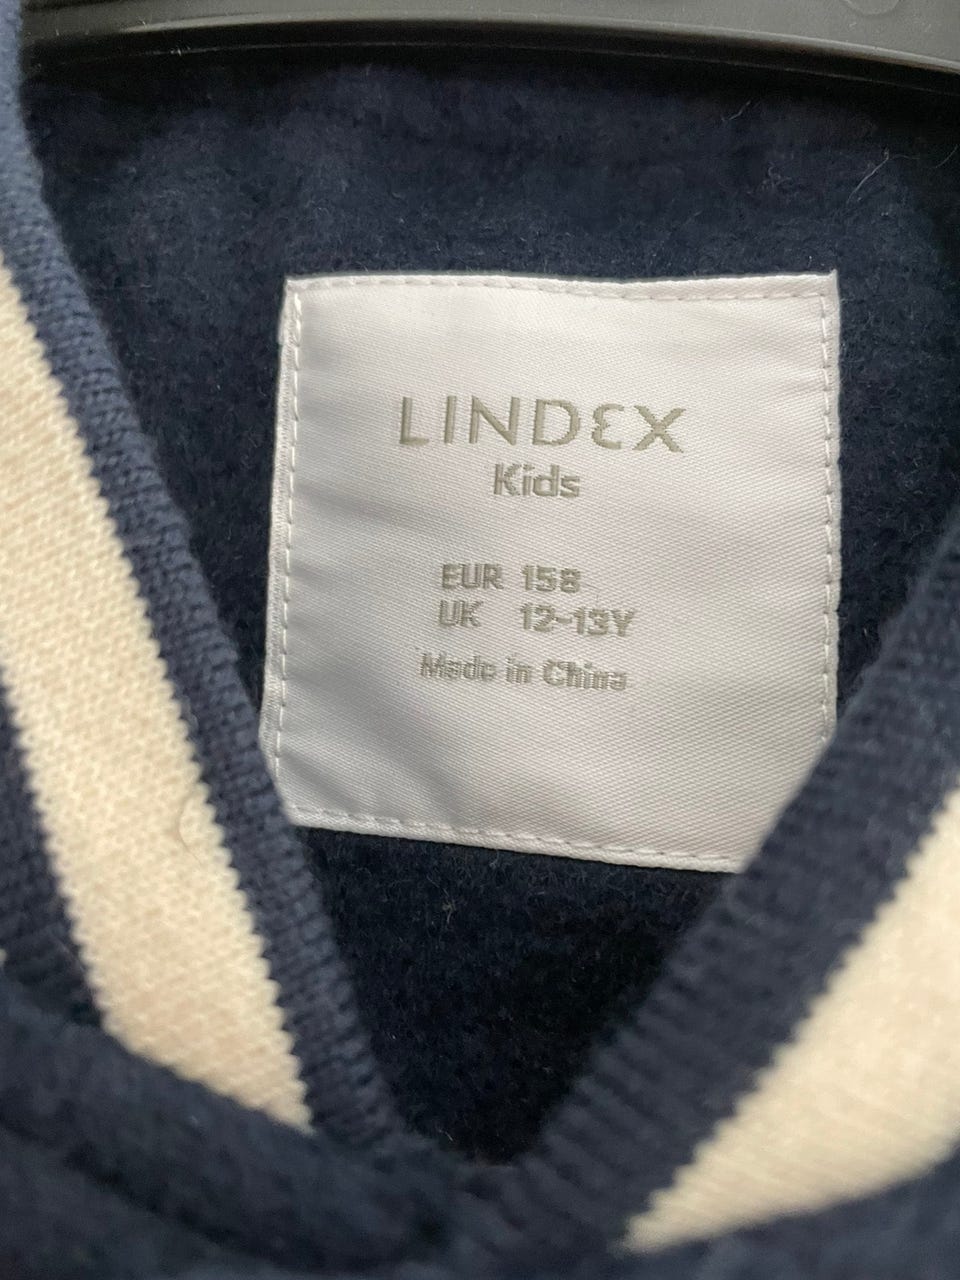 LINDEX
Kids
EUR 158
UK 12-13Y
Made in China